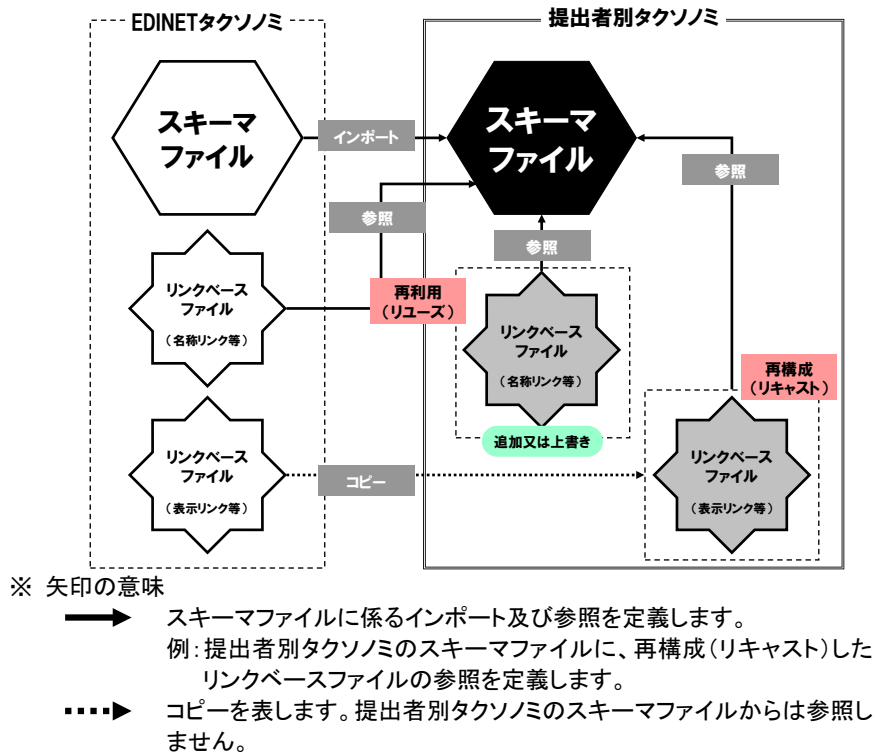 EDINETタクソノミ
提出者別タクソノミ
スキーマ
ファイル
インポート
スキーマ
ファイル
参照
参照
参照
リンクベース
ファイル
(名称リンク等)
再利用
(リユーズ)
リンクベース
ファイル
(名称リンク等)
追加又は上書き
再構成
(リキャスト)
リンクベース
ファイル
(表示リンク等)
コピー
リンクベース
ファイル
(表示リンク等)
※ 矢印の意味
スキーマファイルに係るインポート及び参照を定義します。
例:提出者別タクソノミのスキーマファイルに、再構成(リキャスト)した
リンクベースファイルの参照を定義します。
コピーを表します。提出者別タクソノミのスキーマファイルからは参照し
ません。